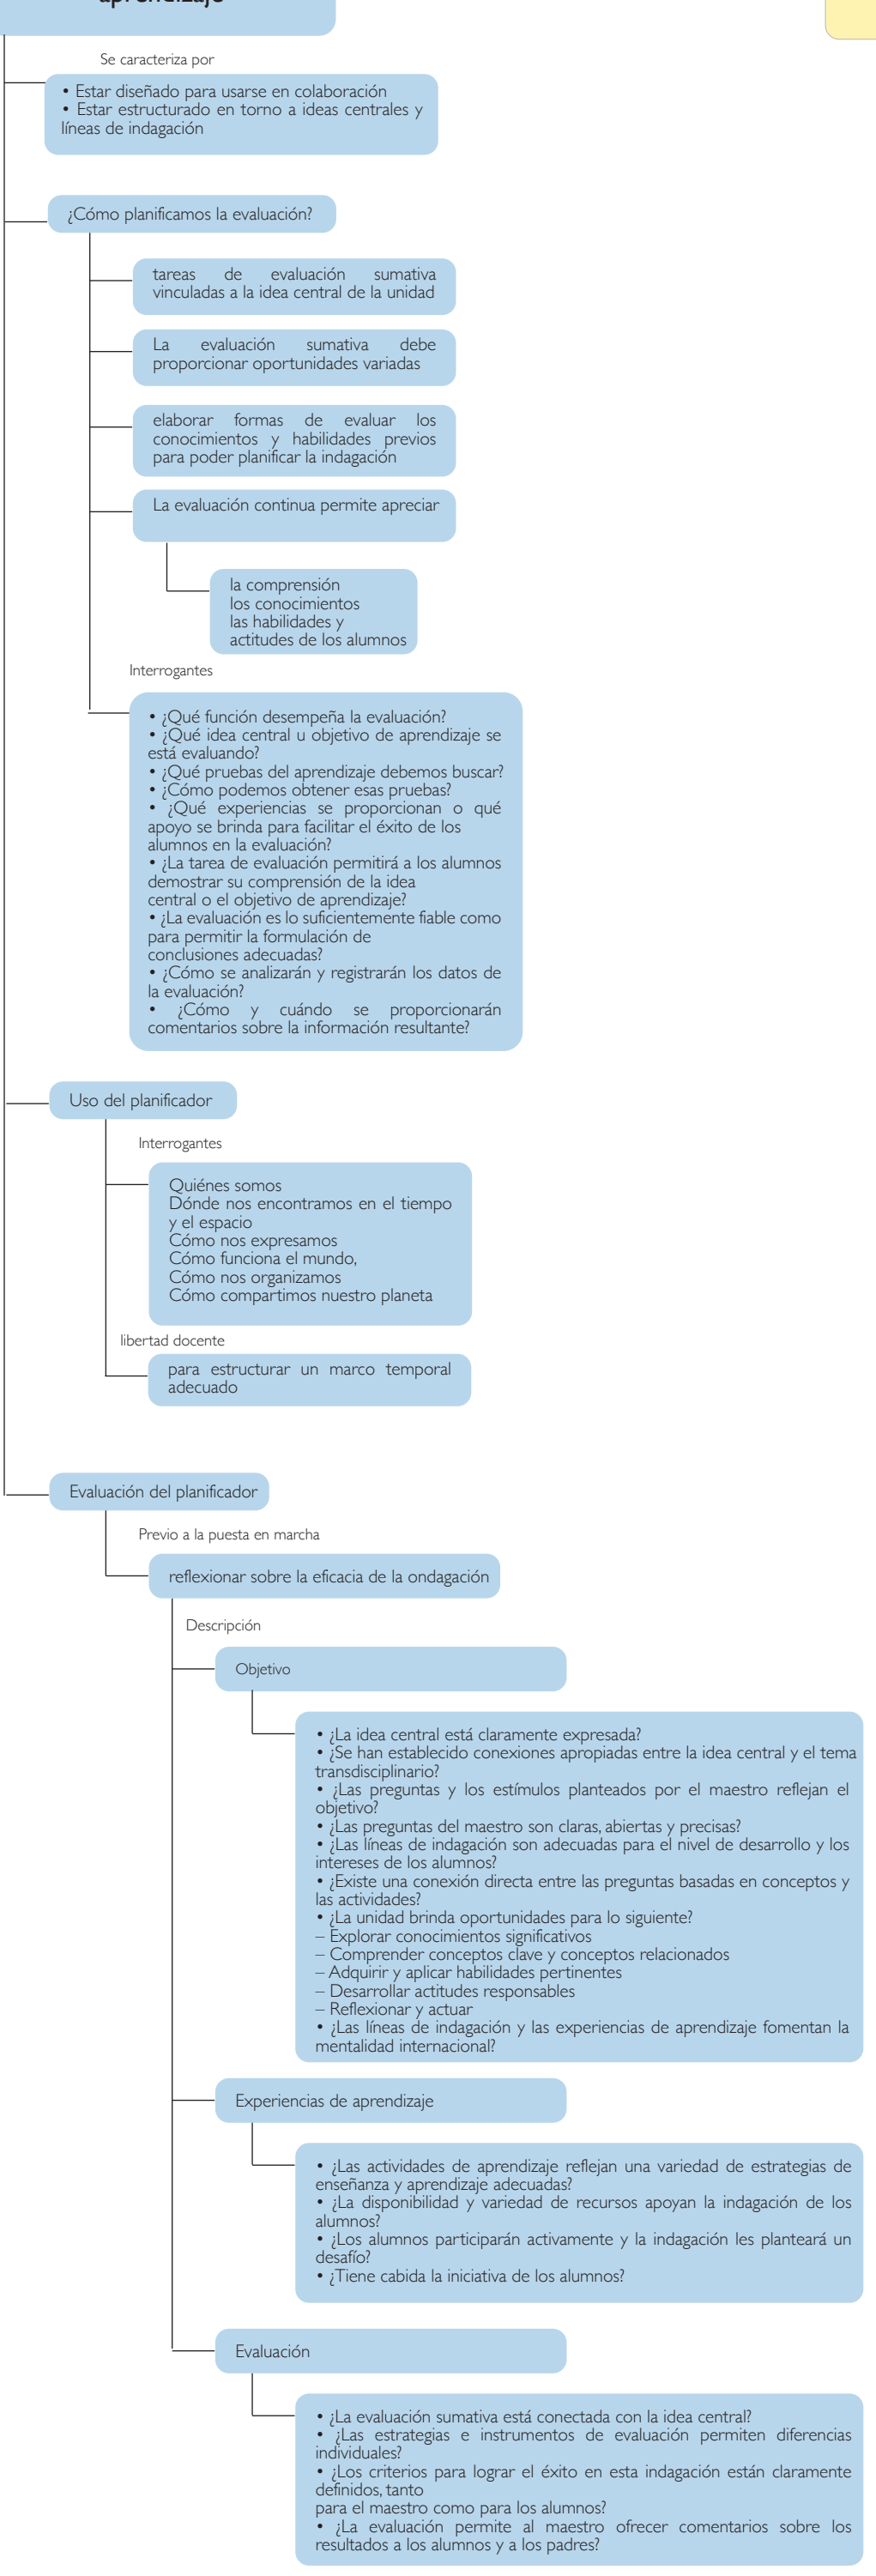 aprendizaje
Se caracteriza por
• Estar diseñado para usarse en colaboración
• Estar estructurado en torno a ideas centrales y
líneas de indagación
¿Cómo planificamos la evaluación?
tareas de evaluación sumativa
vinculadas a la idea central de la unidad
La evaluación sumativa debe
proporcionar oportunidades variadas
elaborar formas de evaluar los
conocimientos y habilidades previos
para poder planificar la indagación
La evaluación continua permite apreciar
la comprensión
los conocimientos
las habilidades y
actitudes de los alumnos
Interrogantes
• ¿Qué función desempeña la evaluación?
• ¿Qué idea central u objetivo de aprendizaje se
está evaluando?
• ¿Qué pruebas del aprendizaje debemos buscar?
• ¿Cómo podemos obtener esas pruebas?
• ¿Qué experiencias se proporcionan o qué
apoyo se brinda para facilitar el éxito de los
alumnos en la evaluación?
• ¿La tarea de evaluación permitirá a los alumnos
demostrar su comprensión de la idea
central o el objetivo de aprendizaje?
• ¿La evaluación es lo suficientemente fiable como
para permitir la formulación de
conclusiones adecuadas?
• ¿Cómo se analizarán y registrarán los datos de
la evaluación?
• ¿Cómo y cuándo se proporcionarán
comentarios sobre la información resultante?
Uso del planificador
Interrogantes
Quiénes somos
Dónde nos encontramos en el tiempo
y el espacio
Cómo nos expresamos
Cómo funciona el mundo,
Cómo nos organizamos
Cómo compartimos nuestro planeta
libertad docente
para estructurar un marco temporal
adecuado
Evaluación del planificador
Previo a la puesta en marcha
reflexionar sobre la eficacia de la ondagación
Descripción
Objetivo
• ¿La idea central está claramente expresada?
• ¿Se han establecido conexiones apropiadas entre la idea central y el tema
transdisciplinario?
• ¿Las preguntas y los estímulos planteados por el maestro reflejan el
objetivo?
• ¿Las preguntas del maestro son claras, abiertas y precisas?
• ¿Las líneas de indagación son adecuadas para el nivel de desarrollo y los
intereses de los alumnos?
• ¿Existe una conexión directa entre las preguntas basadas en conceptos y
las actividades?
• ¿La unidad brinda oportunidades para lo siguiente?
– Explorar conocimientos significativos
– Comprender conceptos clave y conceptos relacionados
– Adquirir y aplicar habilidades pertinentes
– Desarrollar actitudes responsables
– Reflexionar y actuar
• ¿Las líneas de indagación y las experiencias de aprendizaje fomentan la
mentalidad internacional?
Experiencias de aprendizaje
• ¿Las actividades de aprendizaje reflejan una variedad de estrategias de
enseñanza y aprendizaje adecuadas?
• ¿La disponibilidad y variedad de recursos apoyan la indagación de los
alumnos?
• ¿Los alumnos participarán activamente y la indagación les planteará un
desafío?
• ¿Tiene cabida la iniciativa de los alumnos?
Evaluación
• ¿La evaluación sumativa está conectada con la idea central?
• ¿Las estrategias e instrumentos de evaluación permiten diferencias
individuales?
• ¿Los criterios para lograr el éxito en esta indagación están claramente
definidos, tanto
para el maestro como para los alumnos?
• ¿La evaluación permite al maestro ofrecer comentarios sobre los
resultados a los alumnos y a los padres?